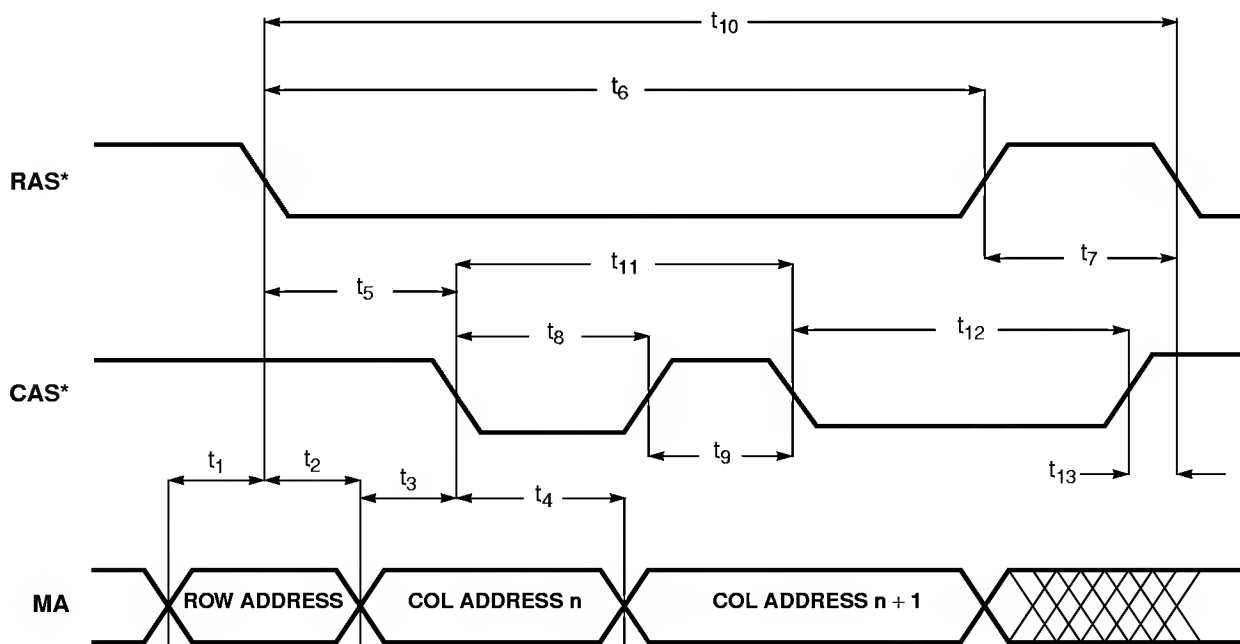 t10
t6
RAS*
t7
t11
t5
t8
t12
CAS*
t9
t1
t2
t3
t4
t13
MA
ROW ADDRESS
COL ADDRESS n
COL ADDRESS n + 1